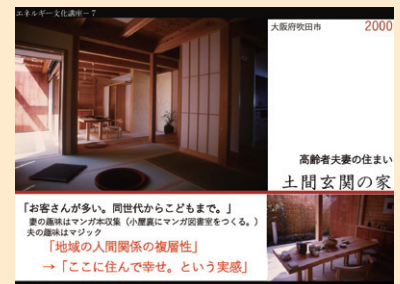 エネルギー文化講座－7
大阪府吹田市 2000
高齢者夫妻の住まい
土間玄関の家
「お客さんが多い。同世代からこどもまで。」
妻の趣味はマンガ本収集（小屋裏にマンガ図書室をつくる。）
夫の趣味はマジック
「地域の人間関係の複層性」
→「ここに住んで幸せ。という実感」